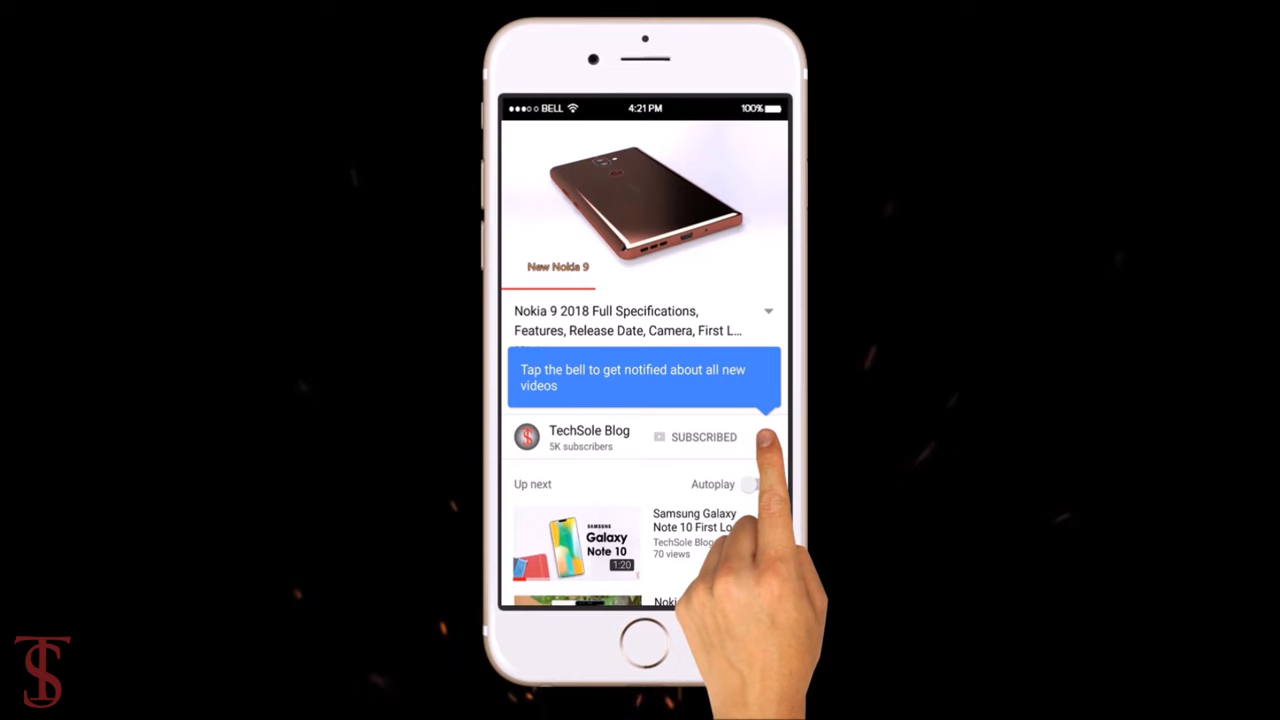 BELL
4:21 PM
100%
New Nokia 9
Nokia 9 2018 Full Specifications,
Features, Release Date, Camera, First L...
Tap the bell to get notified about all new
videos
TechSole Blog
5K subscribers
SUBSCRIBED
Up next
Autoplay
SAMSUNG
Galaxy
Note 10
1:20
Samsung Galaxy
Note 10 First Lo
TechSole Blog
70 views
Noki
TS